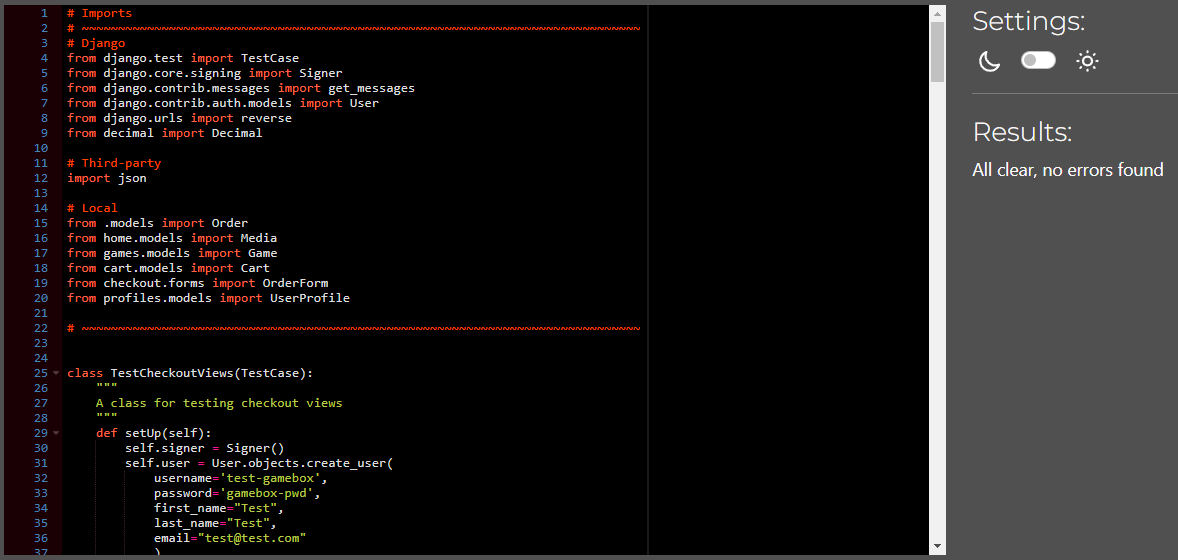 1 # Imports
2 # ~~~~~~~~~~~~~~~~~~~~~~~~~~~~~~~~~~~~~~~~~~~~~~~~~~~~~~~~~~~~~~~~~~~~~~~~~~~~~
3 # Django
4 from django.test import TestCase
5 from django.core.signing import Signer
6 from django.contrib.messages import get_messages
7 from django.contrib.auth.models import User
8 from django.urls import reverse
9 from decimal import Decimal
10
11 # Third-party
12 import json
13
14 # Local
15 from .models import Order
16 from home.models import Media
17 from games.models import Game
18 from cart.models import Cart
19 from checkout.forms import OrderForm
20 from profiles.models import UserProfile
21
22 # ~~~~~~~~~~~~~~~~~~~~~~~~~~~~~~~~~~~~~~~~~~~~~~~~~~~~~~~~~~~~~~~~~~~~~~~~~~~~~
23
24
25 class TestCheckoutViews(TestCase):
26     """
27     A class for testing checkout views
28     """
29     def setUp(self):
30         self.signer = Signer()
31         self.user = User.objects.create_user(
32             username='test-gamebox',
33             password='gamebox-pwd',
34             first_name="Test",
35             last_name="Test",
36             email="test@test.com"
37             )
Settings:
Results:
All clear, no errors found